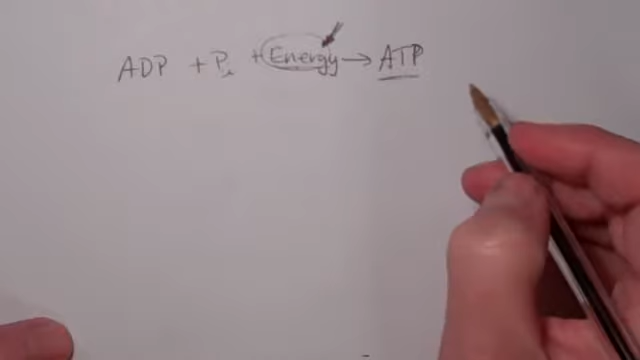 ADP + Pi + Energy → ATP